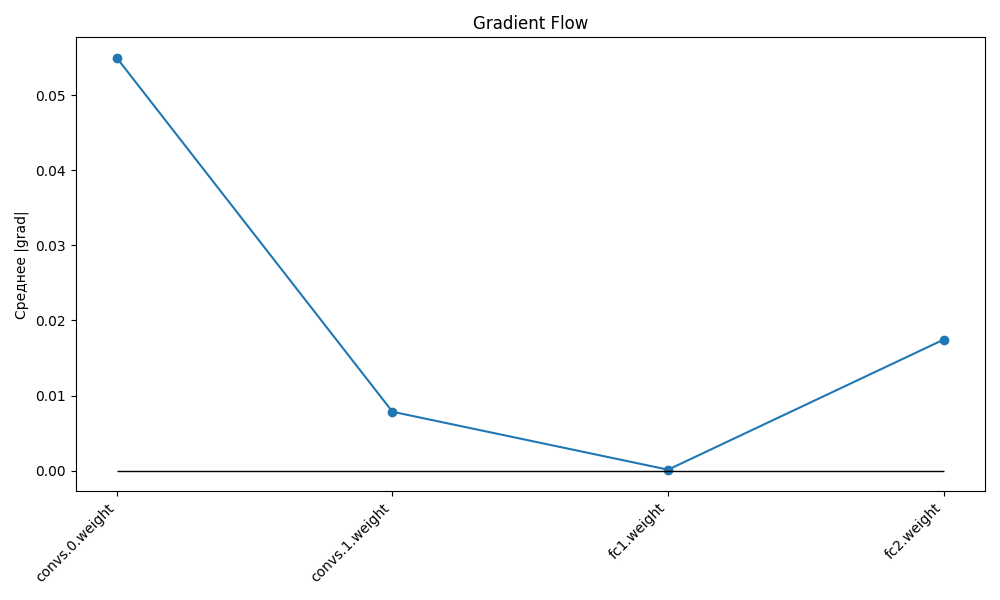 Gradient Flow
Среднее |grad|
0.05
0.04
0.03
0.02
0.01
0.00
convs.0.weight
convs.1.weight
fc1.weight
fc2.weight